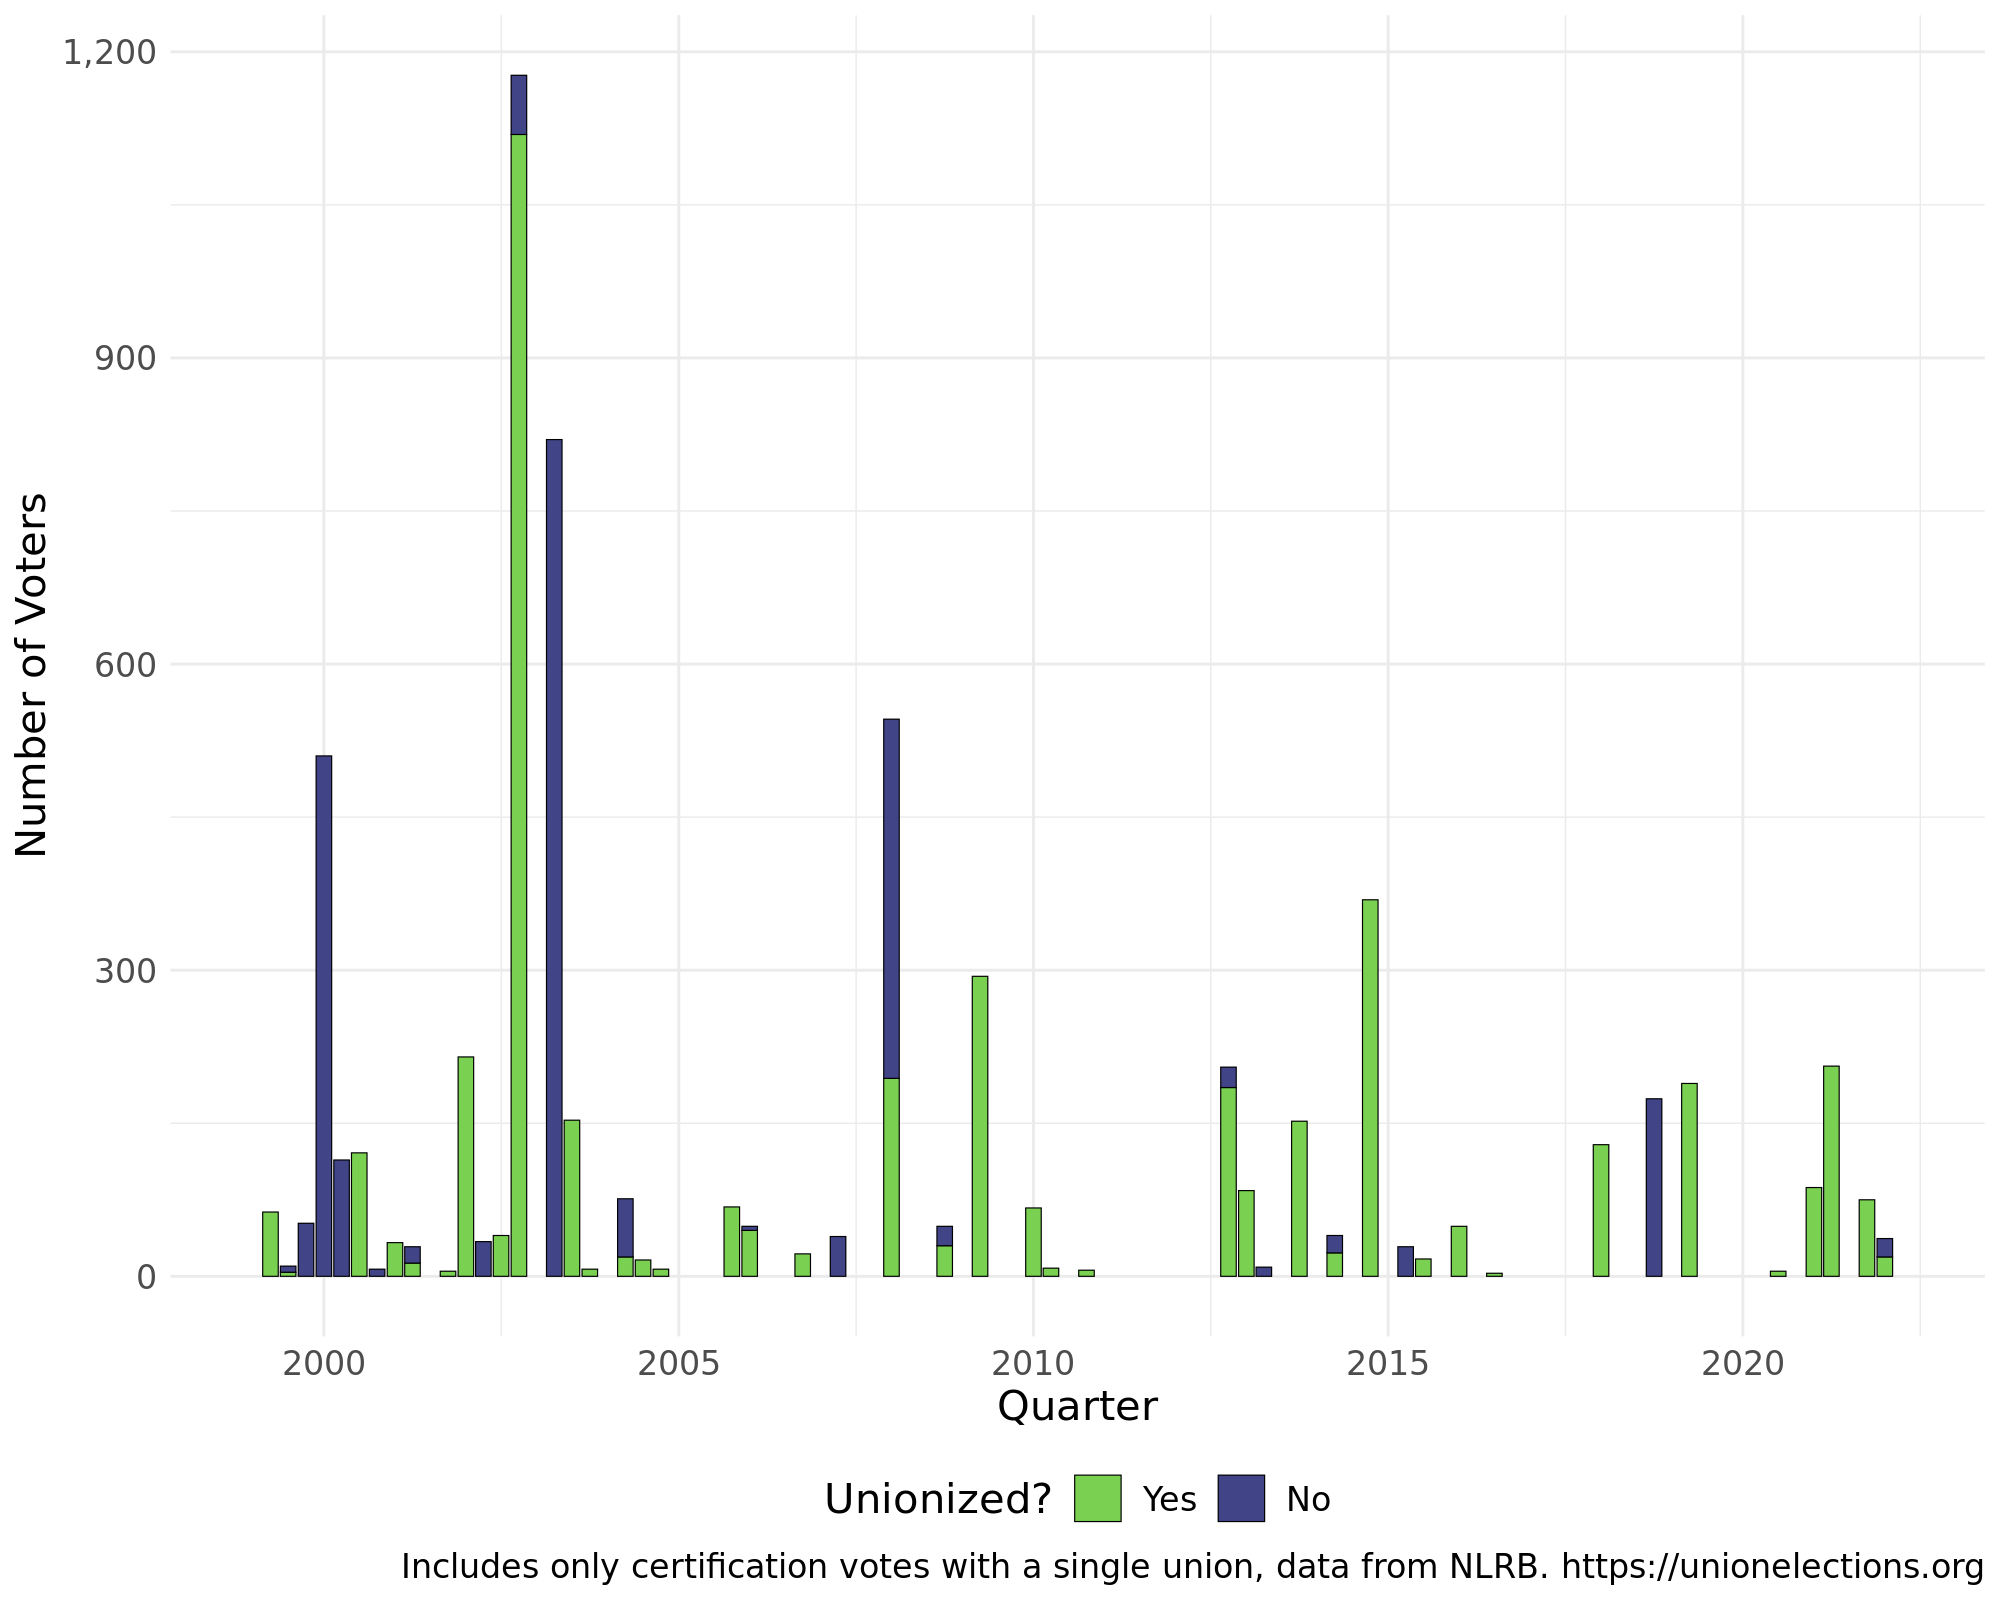 1,200
900
600
300
0
Number of Voters
2000 2005 2010 2015 2020
Quarter
Unionized? Yes No
Includes only certification votes with a single union, data from NLRB. https://unionelections.org